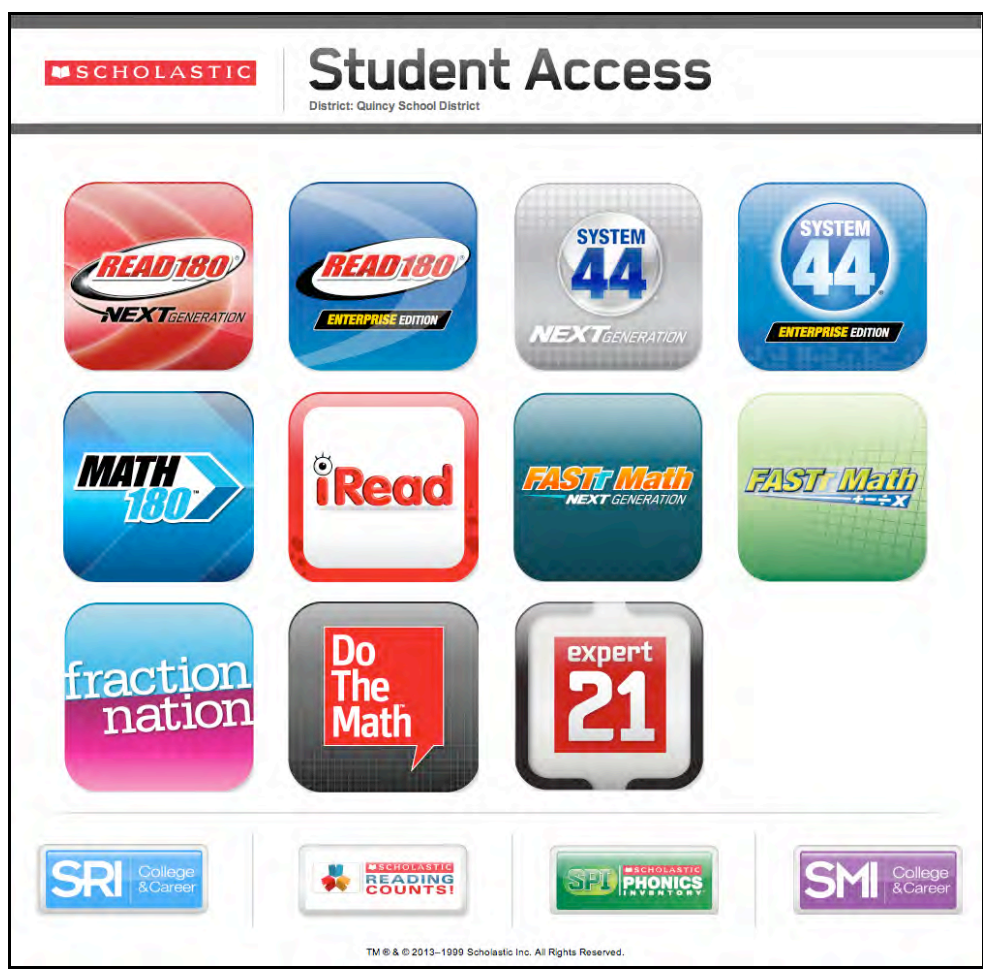 SCHOLASTIC
Student Access
District: Quincy School District
READ 180®
NEXT GENERATION
READ 180®
ENTERPRISE EDITION
SYSTEM
44
NEXT GENERATION
SYSTEM
44®
ENTERPRISE EDITION
MATH
180™
iRead
FASTT Math
NEXT GENERATION
FASTT Math
+−÷x
fraction
nation
Do
The
Math™
expert
21
SRI College
& Career
SCHOLASTIC
READING
COUNTS!
SPI SCHOLASTIC
PHONICS
INVENTORY
SMI College
& Career
TM ® & © 2013–1999 Scholastic Inc. All Rights Reserved.